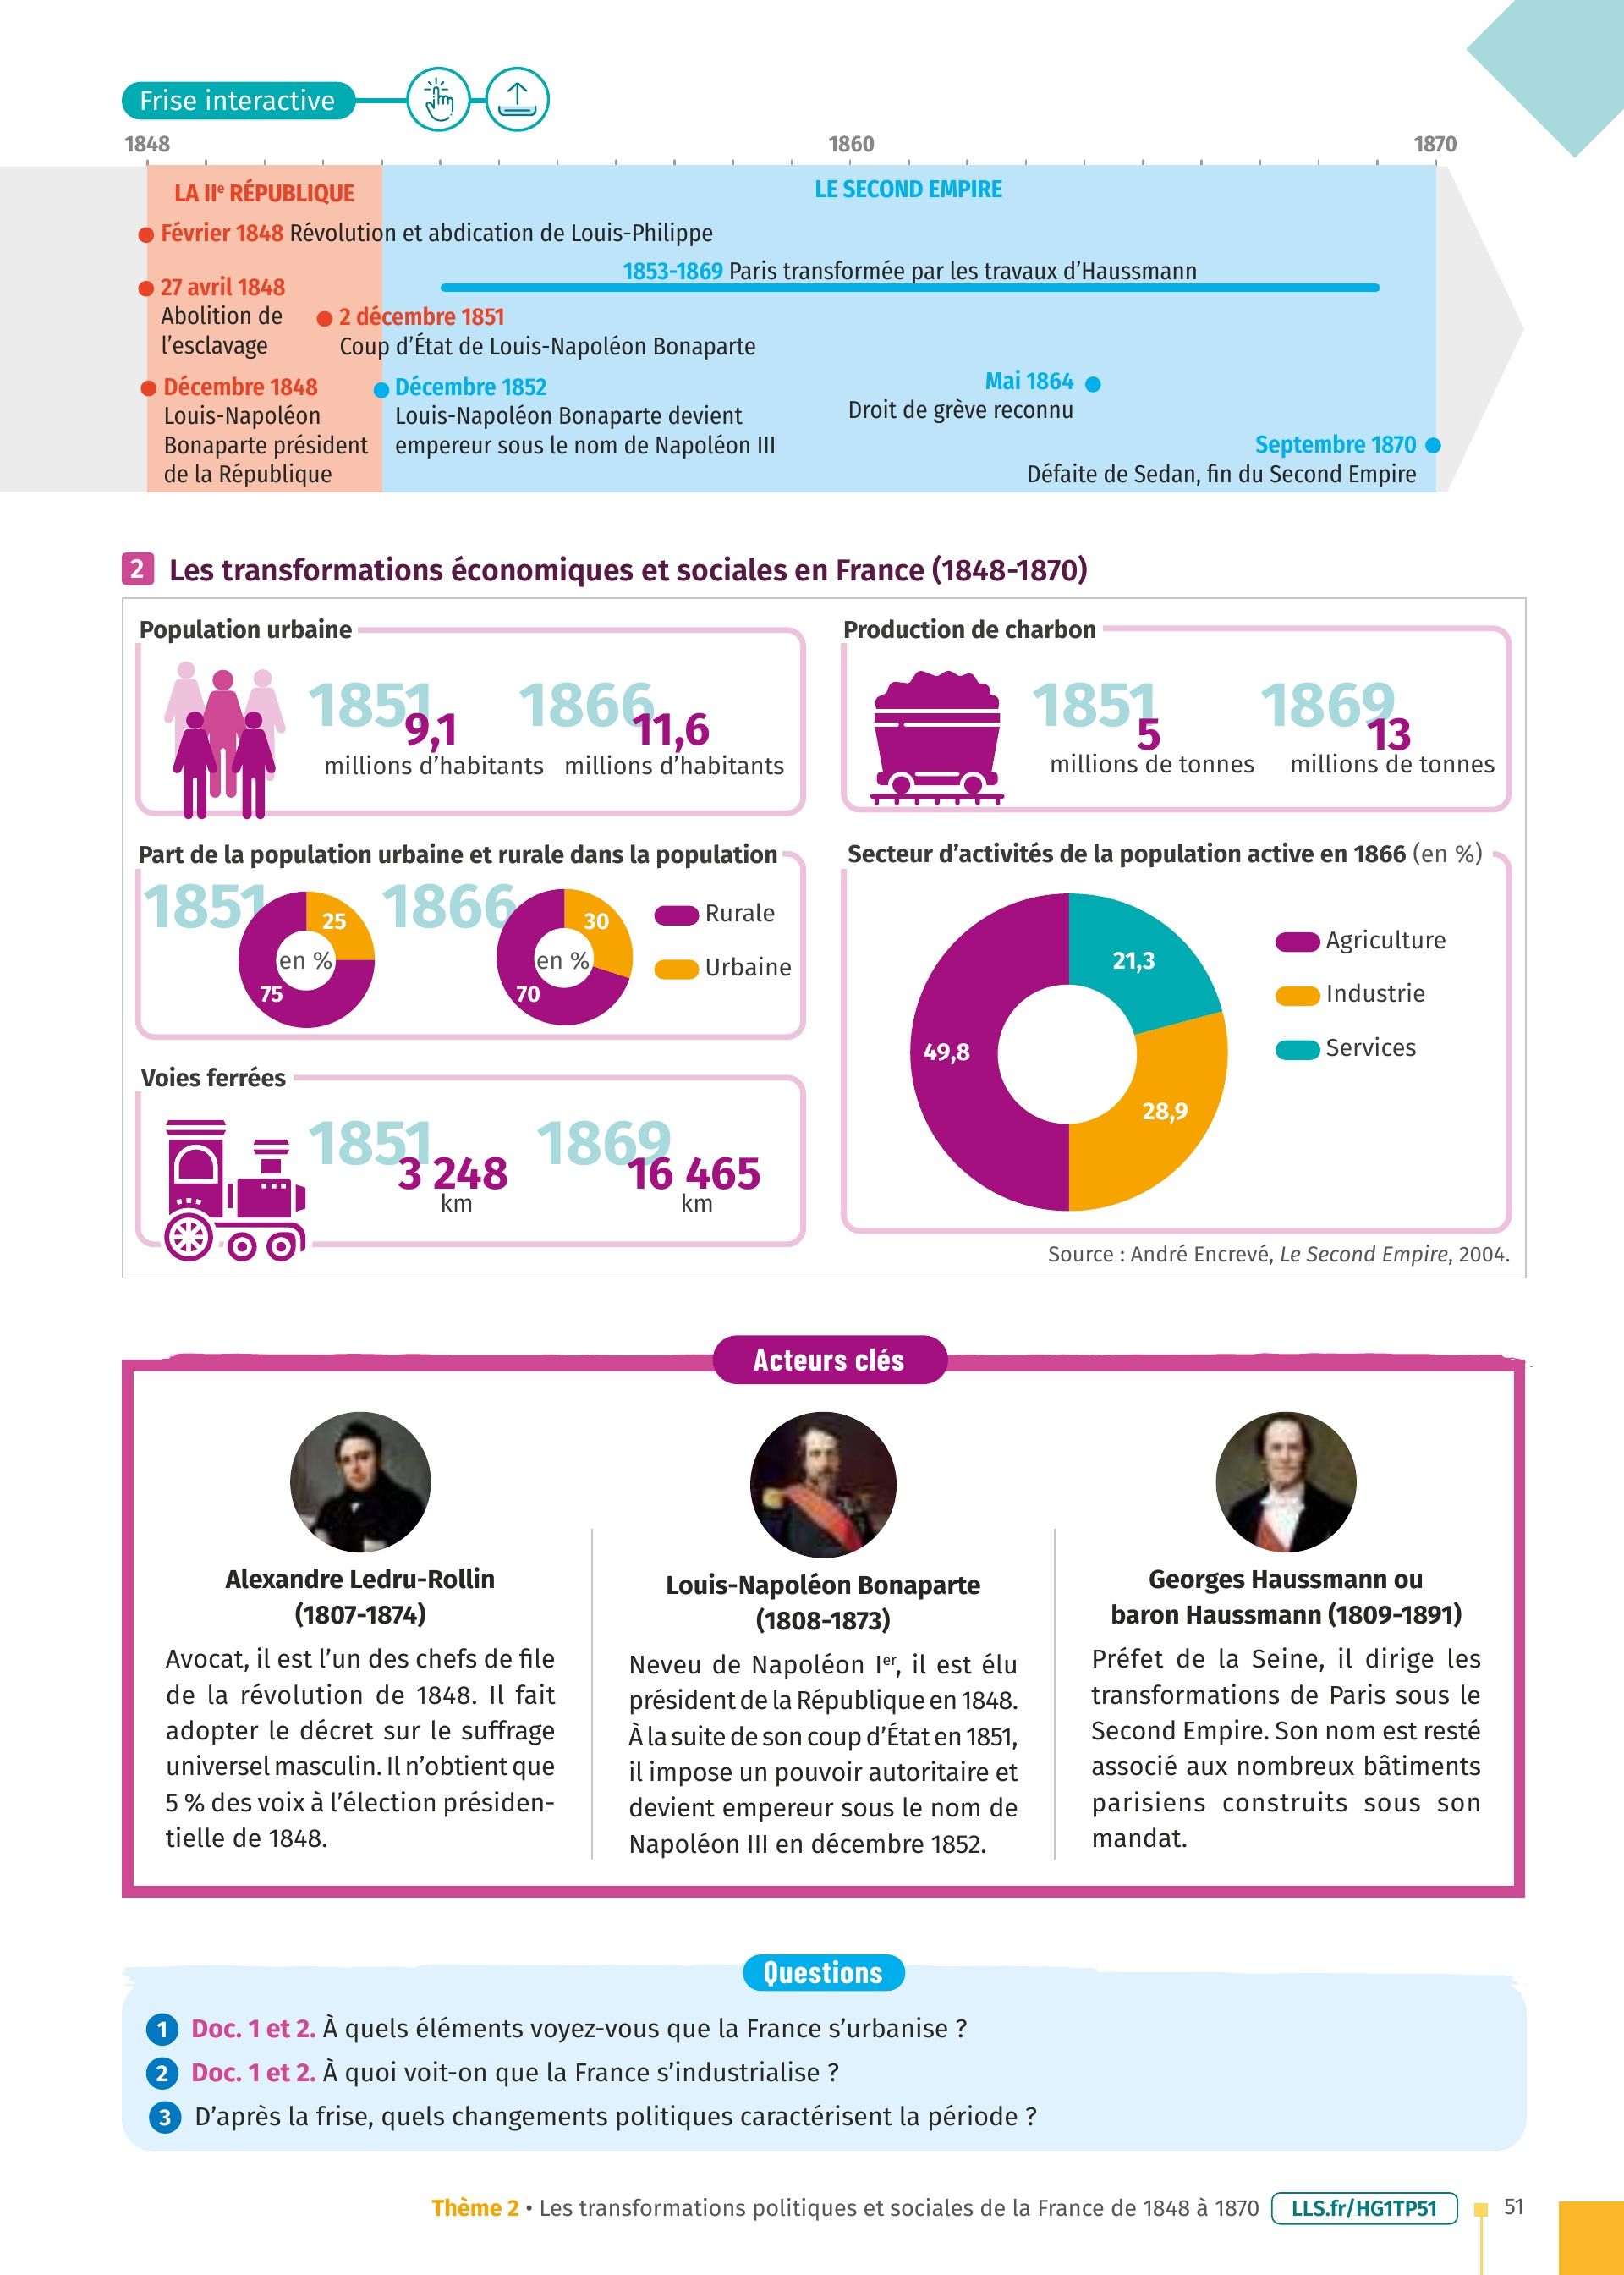 Frise interactive
1848
1860
1870
LA IIe RÉPUBLIQUE
LE SECOND EMPIRE
Février 1848 Révolution et abdication de Louis-Philippe
1853-1869 Paris transformée par les travaux d’Haussmann
27 avril 1848
Abolition de
l’esclavage
2 décembre 1851
Coup d’État de Louis-Napoléon Bonaparte
Décembre 1848
Louis-Napoléon
Bonaparte président
de la République
Décembre 1852
Louis-Napoléon Bonaparte devient
empereur sous le nom de Napoléon III
Mai 1864
Droit de grève reconnu
Septembre 1870
Défaite de Sedan, fin du Second Empire
2 Les transformations économiques et sociales en France (1848-1870)
Population urbaine
1851
9,1
millions d’habitants
1866
11,6
millions d’habitants
Production de charbon
1851
5
millions de tonnes
1869
13
millions de tonnes
Part de la population urbaine et rurale dans la population
1851
25
en %
75
1866
30
en %
70
Rurale
Urbaine
Secteur d’activités de la population active en 1866 (en %)
21,3
49,8
28,9
Agriculture
Industrie
Services
Voies ferrées
1851
3 248
km
1869
16 465
km
Source : André Encrevé, Le Second Empire, 2004.
Acteurs clés
Alexandre Ledru-Rollin
(1807-1874)
Avocat, il est l’un des chefs de file
de la révolution de 1848. Il fait
adopter le décret sur le suffrage
universel masculin. Il n’obtient que
5 % des voix à l’élection présiden-
tielle de 1848.
Louis-Napoléon Bonaparte
(1808-1873)
Neveu de Napoléon Ier, il est élu
président de la République en 1848.
À la suite de son coup d’État en 1851,
il impose un pouvoir autoritaire et
devient empereur sous le nom de
Napoléon III en décembre 1852.
Georges Haussmann ou
baron Haussmann (1809-1891)
Préfet de la Seine, il dirige les
transformations de Paris sous le
Second Empire. Son nom est resté
associé aux nombreux bâtiments
parisiens construits sous son
mandat.
Questions
1 Doc. 1 et 2. À quels éléments voyez-vous que la France s’urbanise ?
2 Doc. 1 et 2. À quoi voit-on que la France s’industrialise ?
3 D’après la frise, quels changements politiques caractérisent la période ?
Thème 2 • Les transformations politiques et sociales de la France de 1848 à 1870 LLS.fr/HG1TP51 51